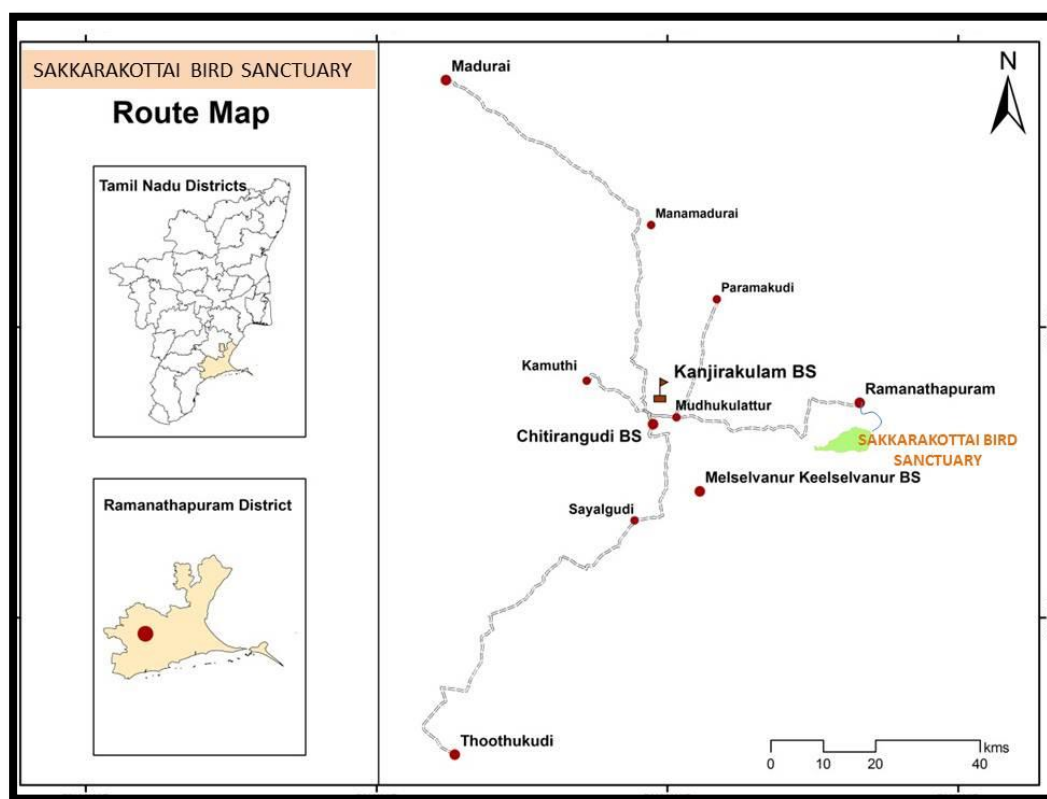 SAKKARAKOTTAI BIRD SANCTUARY
Route Map
Tamil Nadu Districts
Ramanathapuram District
N
Madurai
Manamadurai
Paramakudi
Kamuthi
Kanjirakulam BS
Ramanathapuram
Mudhukulattur
Chitirangudi BS
SAKKARAKOTTAI BIRD
SANCTUARY
Melselvanur Keelselvanur BS
Sayalgudi
Thoothukudi
kms
0 10 20 40